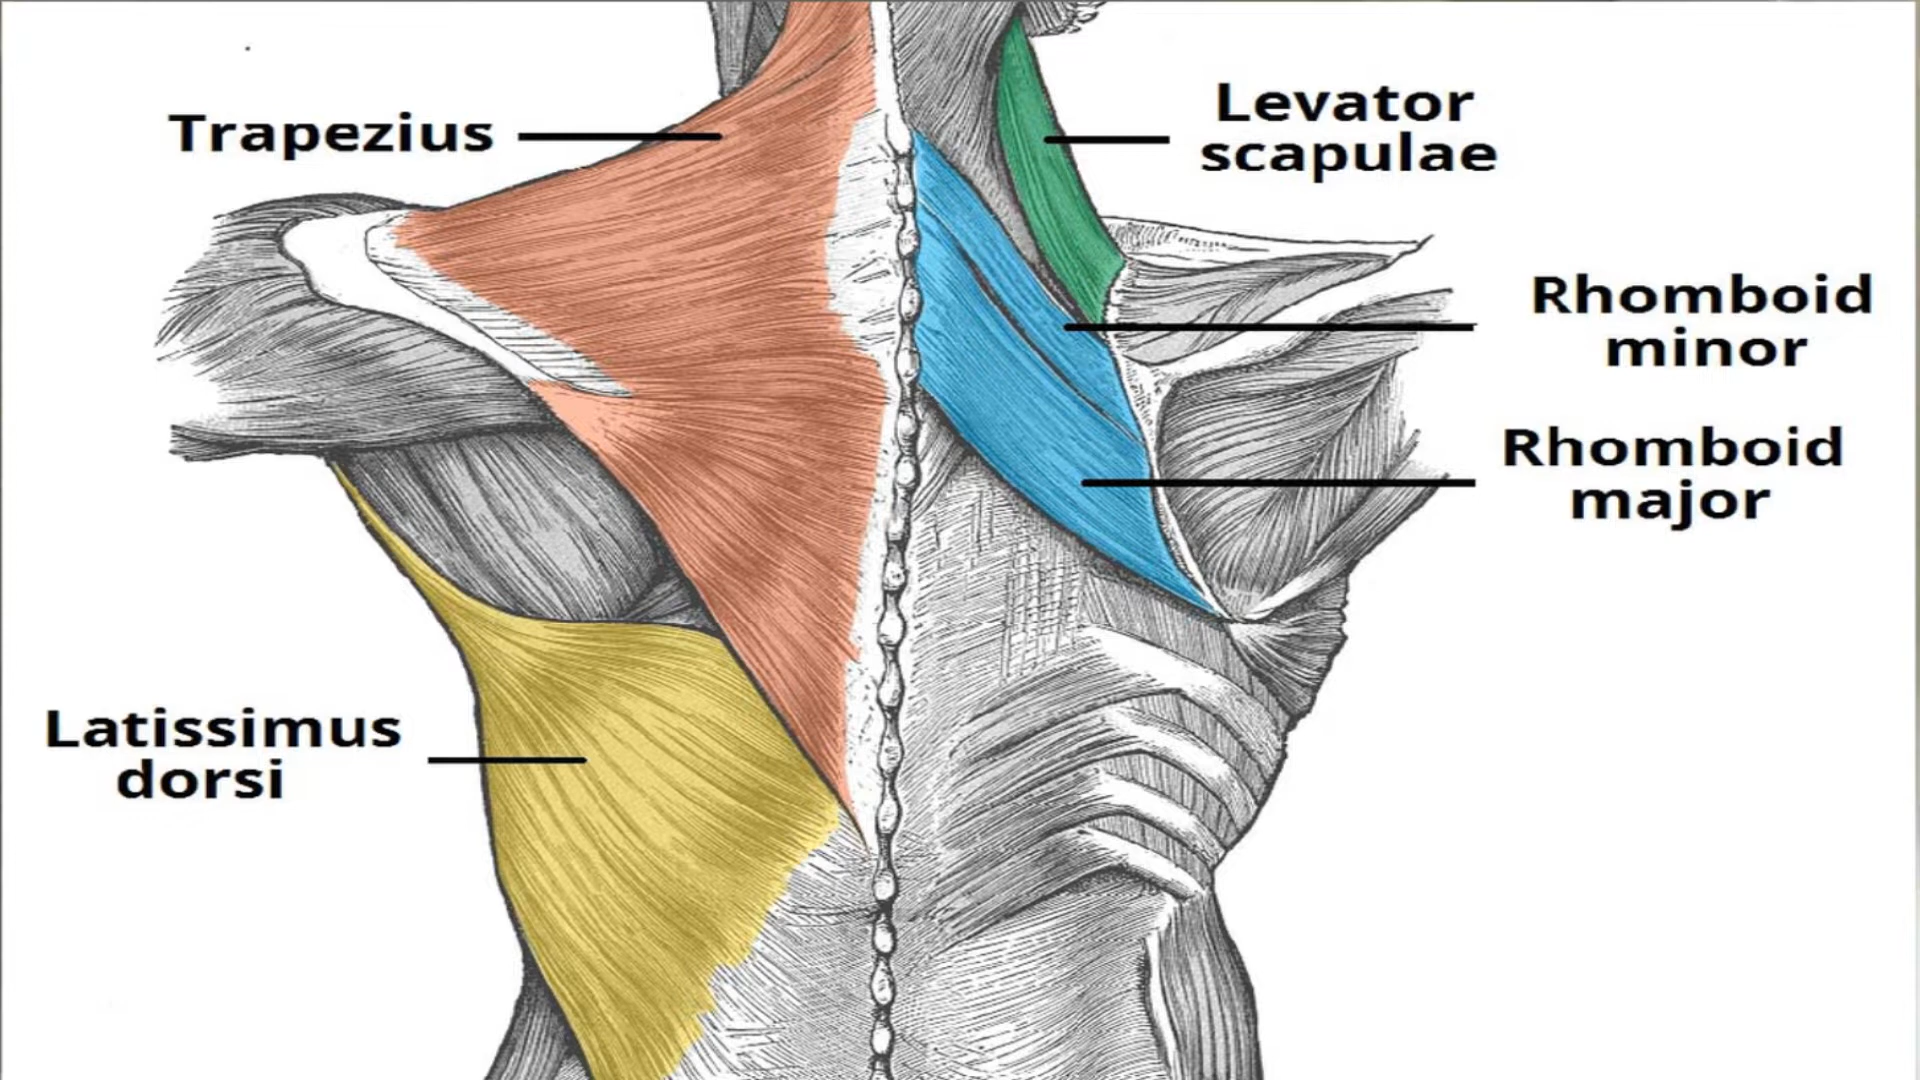 Trapezius
Levator
scapulae
Rhomboid
minor
Rhomboid
major
Latissimus
dorsi